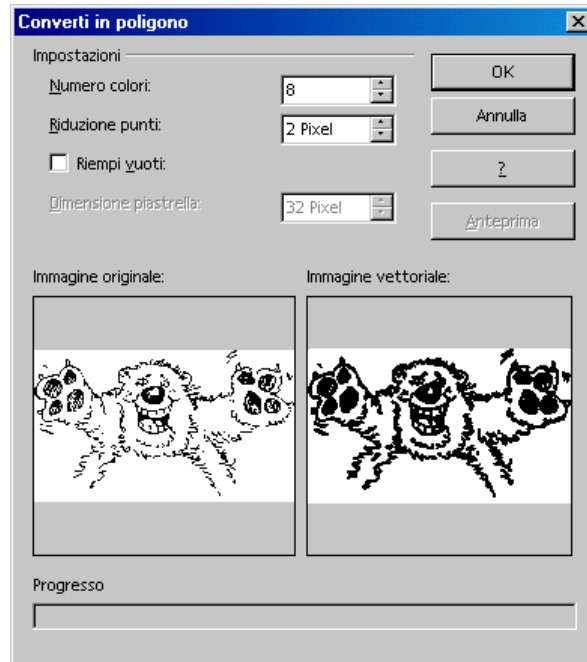 Converti in poligono
Impostazioni
Numero colori: 8
Riduzione punti: 2 Pixel
Riempi vuoti:
Dimensione piastrella: 32 Pixel
OK
Annulla
?
Anteprima
Immagine originale: Immagine vettoriale:
Progresso